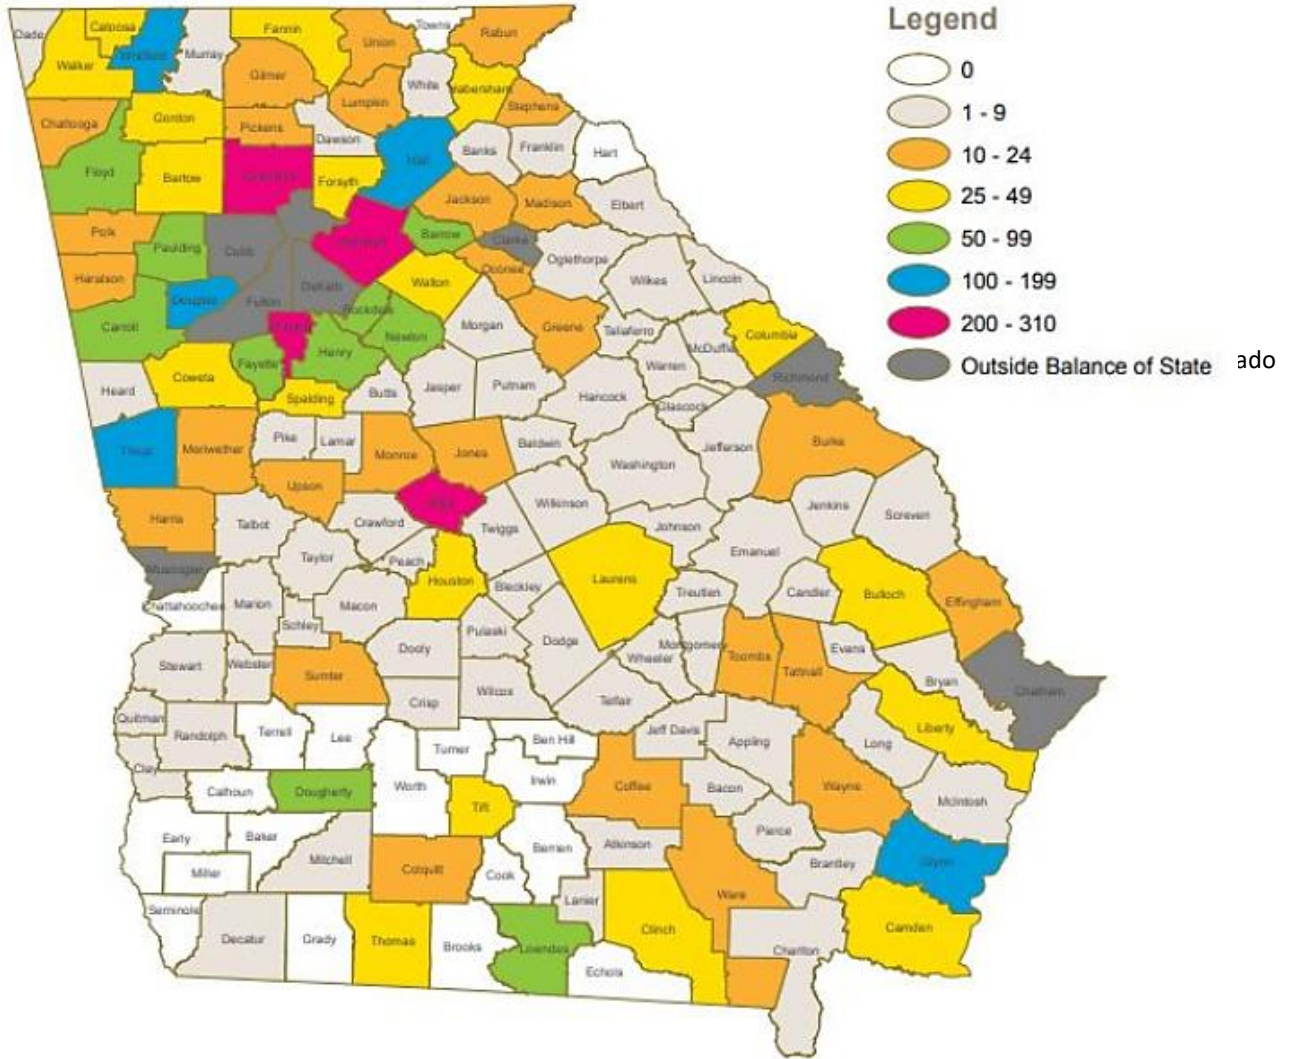 Legend
0
1 - 9
10 - 24
25 - 49
50 - 99
100 - 199
200 - 310
Outside Balance of State
ado
Dade
Catoosa
Fannin
Towns
Rabun
Walker
Whitfield
Murray
Union
Gilmer
White
Habersham
Chattooga
Gordon
Lumpkin
Stephens
Pickens
Dawson
Hall
Banks
Franklin
Hart
Floyd
Bartow
Cherokee
Forsyth
Jackson
Madison
Elbert
Polk
Paulding
Cobb
Gwinnett
Barrow
Clarke
Oglethorpe
Haralson
Douglas
Fulton
DeKalb
Walton
Oconee
Wilkes
Lincoln
Carroll
Rockdale
Newton
Morgan
Greene
Taliaferro
McDuffie
Columbia
Fayette
Henry
Warren
Richmond
Heard
Coweta
Spalding
Butts
Jasper
Putnam
Hancock
Glascock
Troup
Meriwether
Pike
Lamar
Monroe
Jones
Baldwin
Washington
Jefferson
Burke
Upson
Bibb
Wilkinson
Jenkins
Screven
Harris
Talbot
Crawford
Twiggs
Johnson
Muscogee
Taylor
Peach
Houston
Bleckley
Laurens
Emanuel
Treutlen
Candler
Bulloch
Effingham
Chattahoochee
Marion
Schley
Macon
Pulaski
Dooly
Dodge
Wheeler
Montgomery
Toombs
Tattnall
Evans
Stewart
Webster
Sumter
Crisp
Wilcox
Telfair
Bryan
Chatham
Quitman
Randolph
Terrell
Lee
Turner
Ben Hill
Jeff Davis
Appling
Long
Liberty
Clay
Calhoun
Dougherty
Worth
Tift
Irwin
Coffee
Bacon
Wayne
McIntosh
Early
Baker
Mitchell
Colquitt
Berrien
Atkinson
Pierce
Brantley
Glynn
Miller
Cook
Lanier
Ware
Seminole
Decatur
Grady
Thomas
Brooks
Lowndes
Echols
Clinch
Charlton
Camden